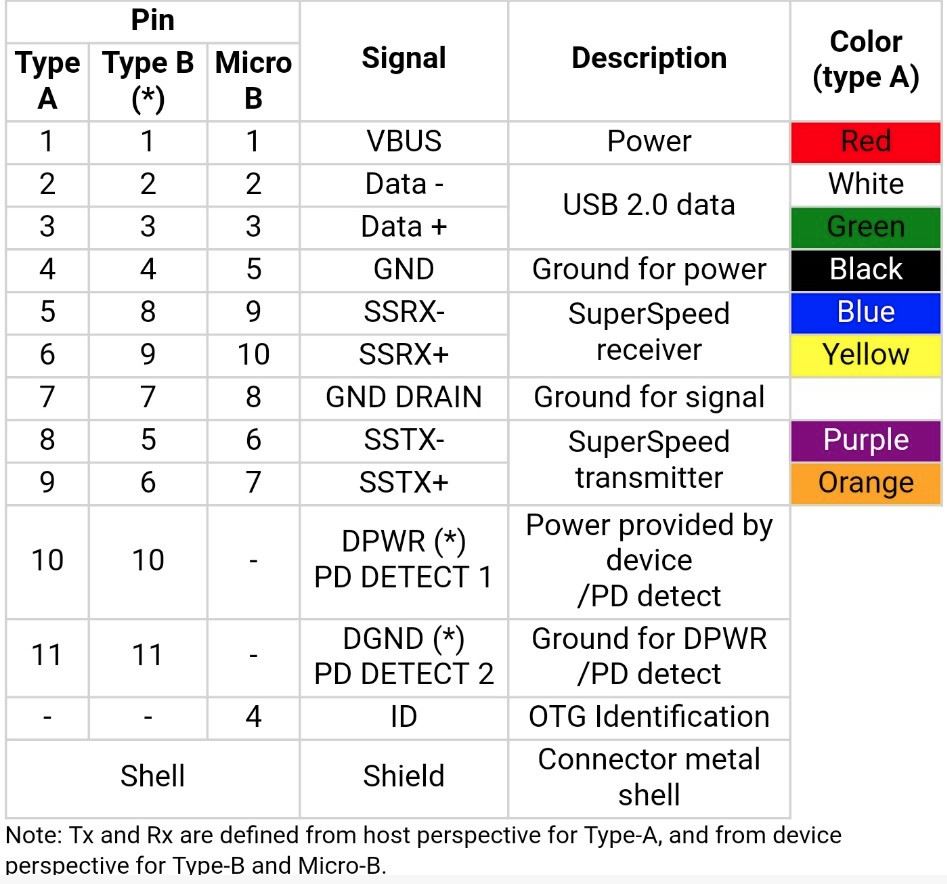 Pin
Type A
Type B (*)
Micro B
Signal
Description
Color (type A)
1 1 1 VBUS Power Red
2 2 2 Data - USB 2.0 data White
3 3 3 Data + Green
4 4 5 GND Ground for power Black
5 8 9 SSRX- SuperSpeed receiver Blue
6 9 10 SSRX+ Yellow
7 7 8 GND DRAIN Ground for signal
8 5 6 SSTX- SuperSpeed transmitter Purple
9 6 7 SSTX+ Orange
10 10 - DPWR (*) PD DETECT 1 Power provided by device /PD detect
11 11 - DGND (*) PD DETECT 2 Ground for DPWR /PD detect
- - 4 ID OTG Identification
Shell Shield Connector metal shell
Note: Tx and Rx are defined from host perspective for Type-A, and from device
perspective for Type-B and Micro-B.